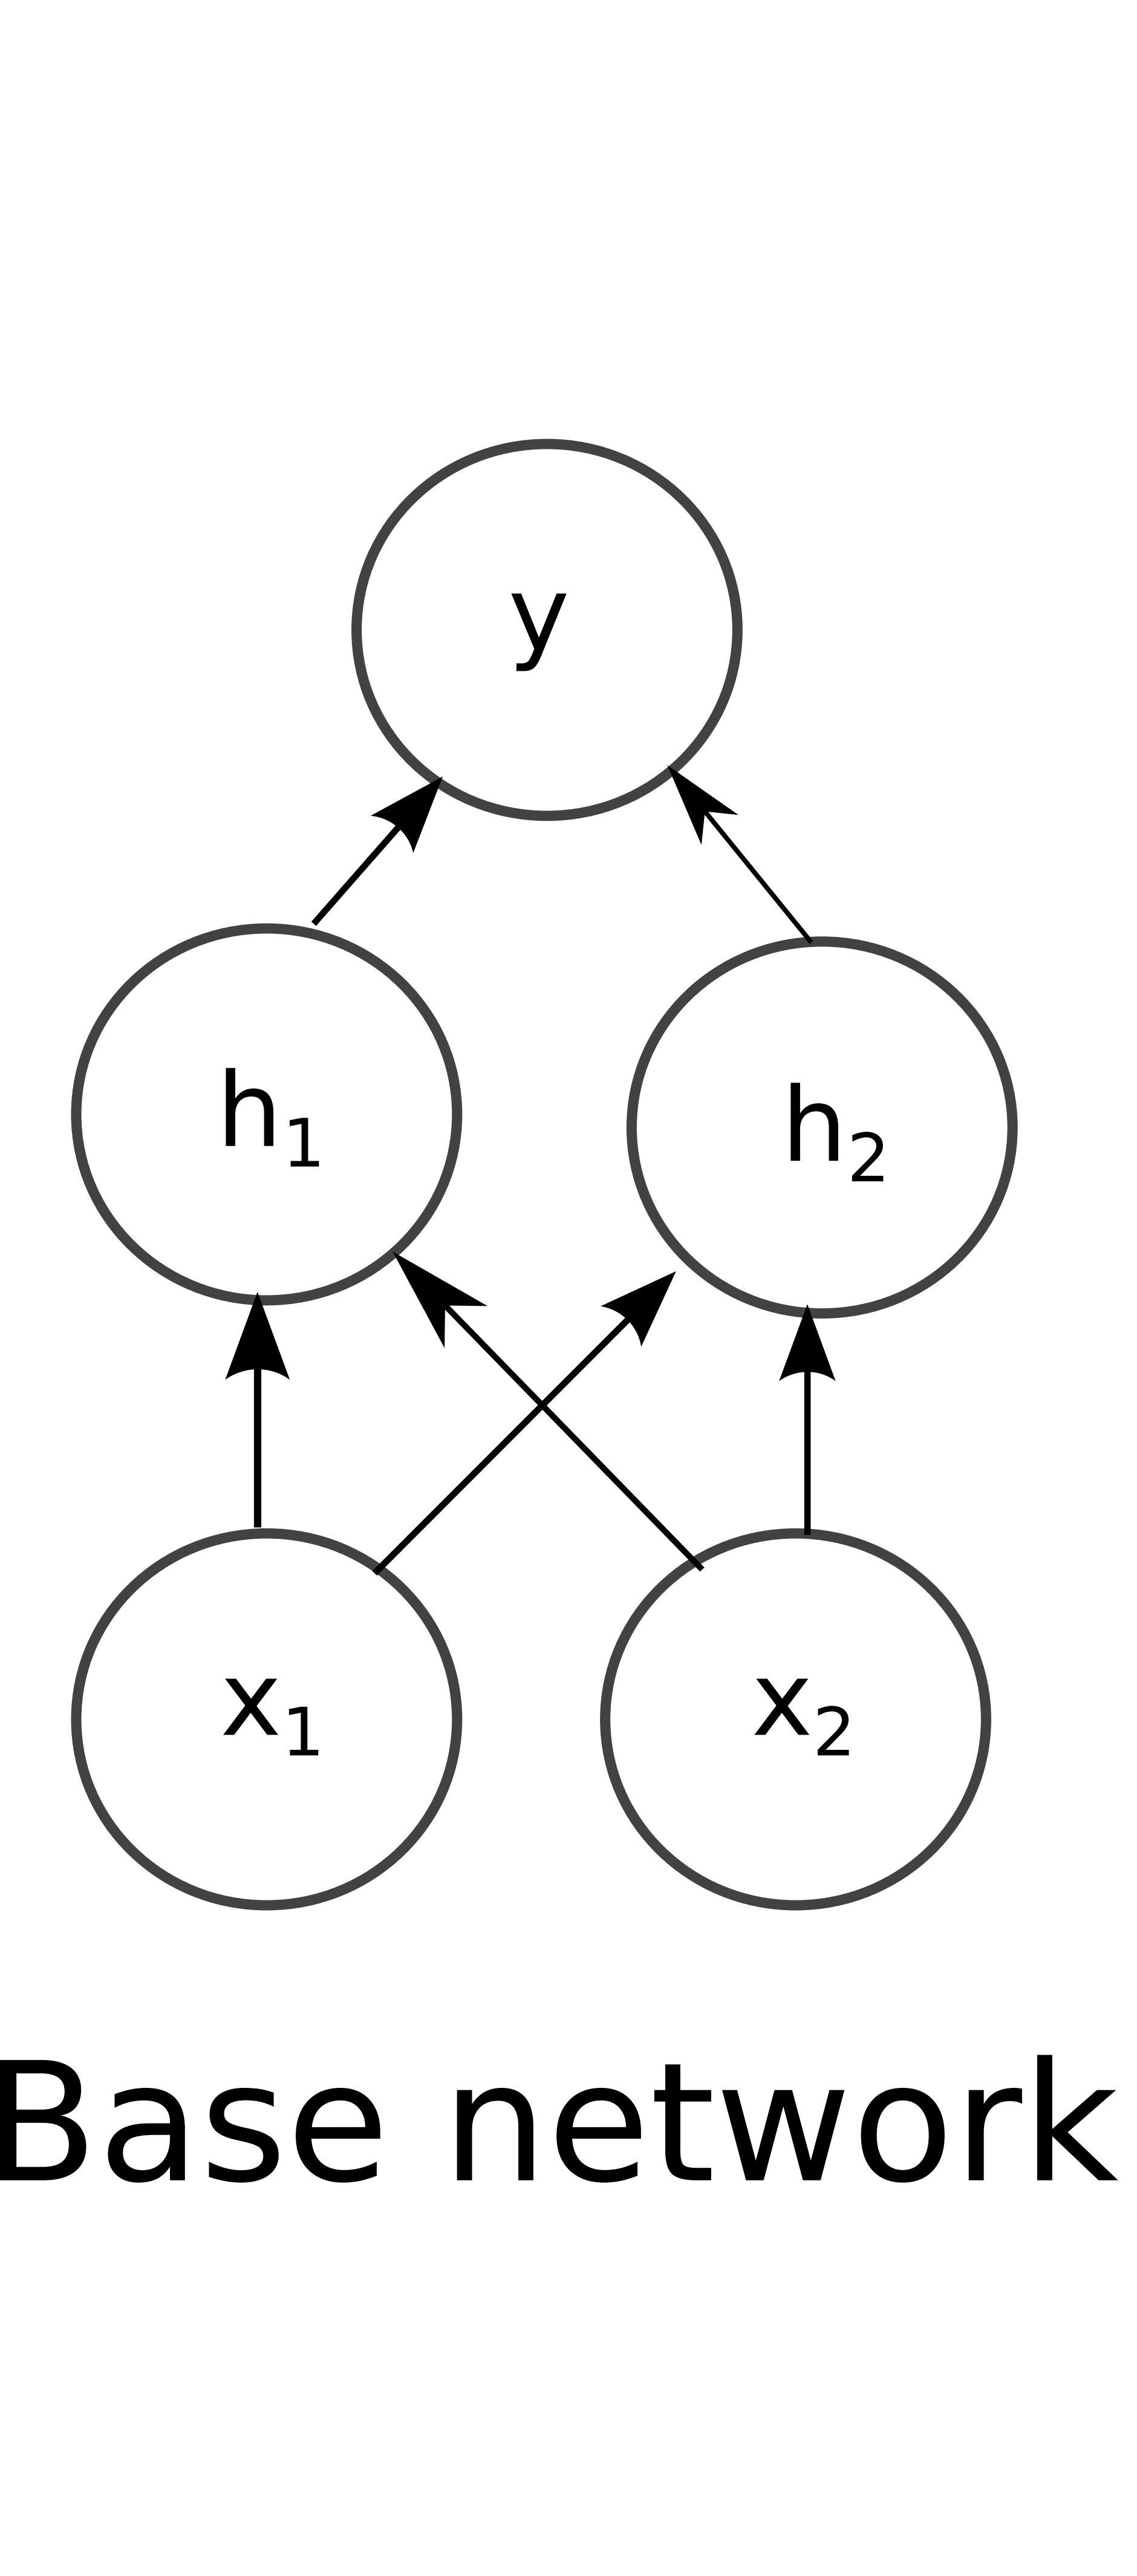 y
h₁ h₂
x₁ x₂
Base network